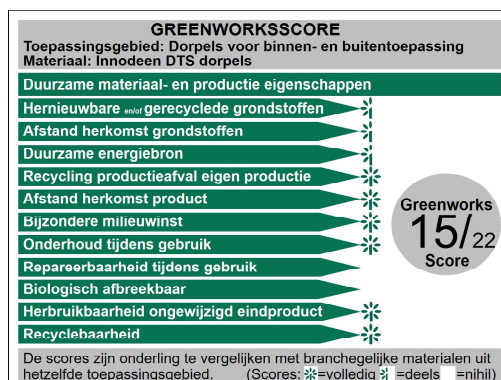 GREENWORKSSCORE
Toepassingsgebied: Dorpels voor binnen- en buitentoepassing
Materiaal: Innodeen DTS dorpels
Duurzame materiaal- en productie eigenschappen
Hernieuwbare en/of gerecyclede grondstoffen
Afstand herkomst grondstoffen
Duurzame energiebron
Recycling productieafval eigen productie
Afstand herkomst product
Bijzondere milieuwinst
Onderhoud tijdens gebruik
Repareerbaarheid tijdens gebruik
Biologisch afbreekbaar
Herbruikbaarheid ongewijzigd eindproduct
Recyclebaarheid
Greenworks
15/22
Score
De scores zijn onderling te vergelijken met branchegelijke materialen uit
hetzelfde toepassingsgebied. (Scores: =volledig =deels =nihil)